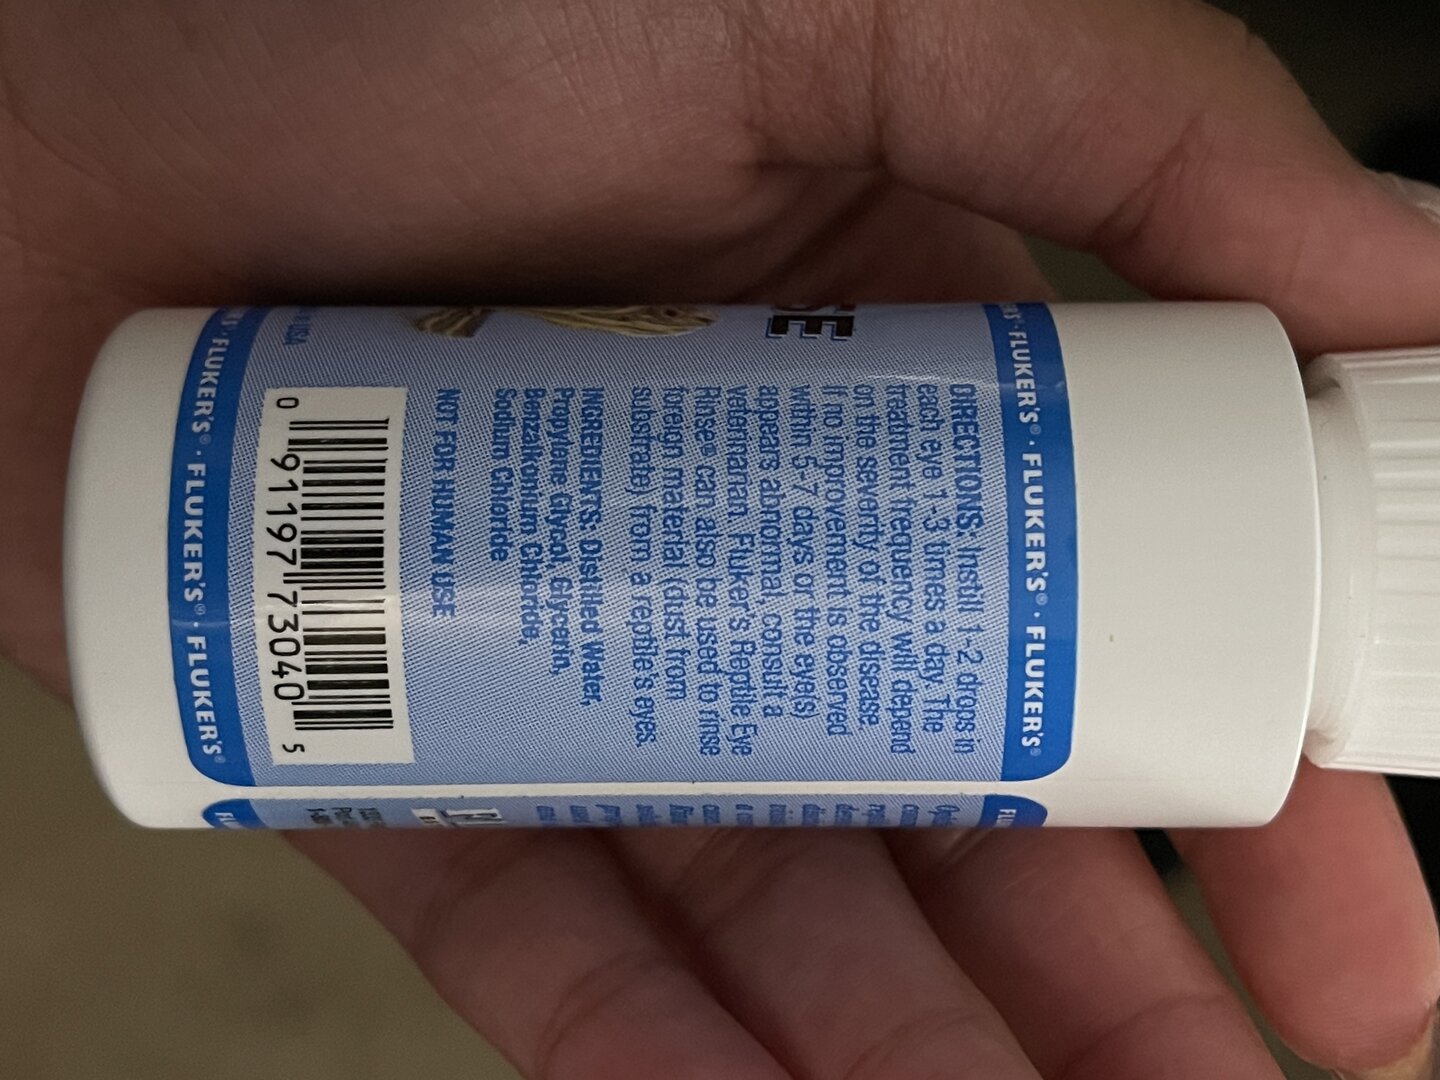 FLUKER'S® · FLUKER'S® · FLUKER'S®
DIRECTIONS: Instill 1-2 drops in
each eye 1-3 times a day. The
treatment frequency will depend
on the severity of the disease.
If no improvement is observed
within 5-7 days or the eye(s)
appears abnormal, consult a
veterinarian. Fluker's Reptile Eye
Rinse® can also be used to rinse
foreign material (dust from
substrate) from a reptile's eyes.
INGREDIENTS: Distilled Water,
Propylene Glycol, Glycerin,
Benzalkonium Chloride,
Sodium Chloride
NOT FOR HUMAN USE
0 91197 73040 5
FLUKER'S® · FLUKER'S® · FLUKER'S®
SE
USA